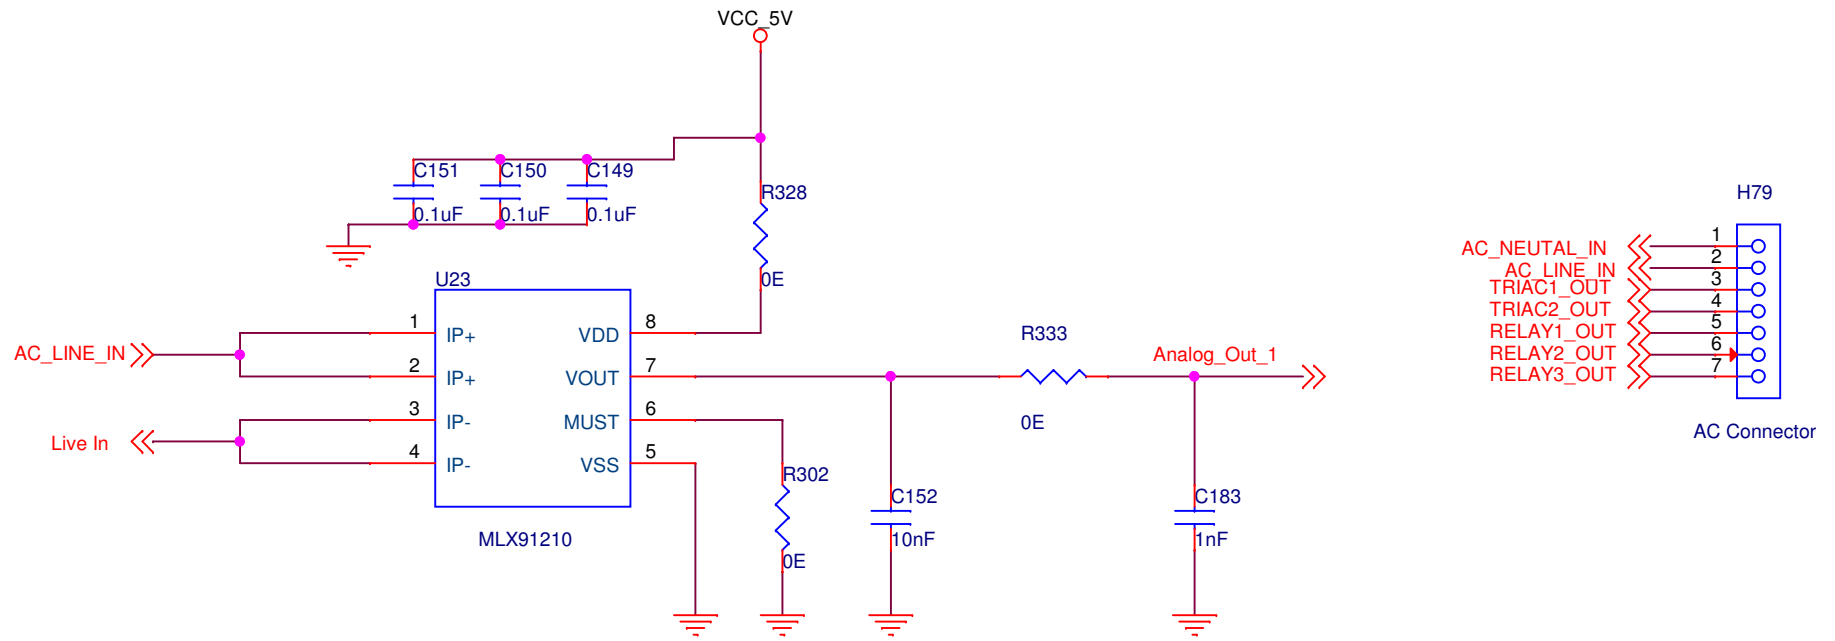 VCC_5V
C151
C150
C149
0.1uF
0.1uF
0.1uF
R328
0E
U23
AC_LINE_IN
Live In
1
2
3
4
IP+
IP+
IP-
IP-
VDD
VOUT
MUST
VSS
8
7
6
5
MLX91210
R302
0E
C152
10nF
R333
0E
Analog_Out_1
C183
1nF
H79
AC_NEUTAL_IN 1
AC_LINE_IN 2
TRIAC1_OUT 3
TRIAC2_OUT 4
RELAY1_OUT 5
RELAY2_OUT 6
RELAY3_OUT 7
AC Connector